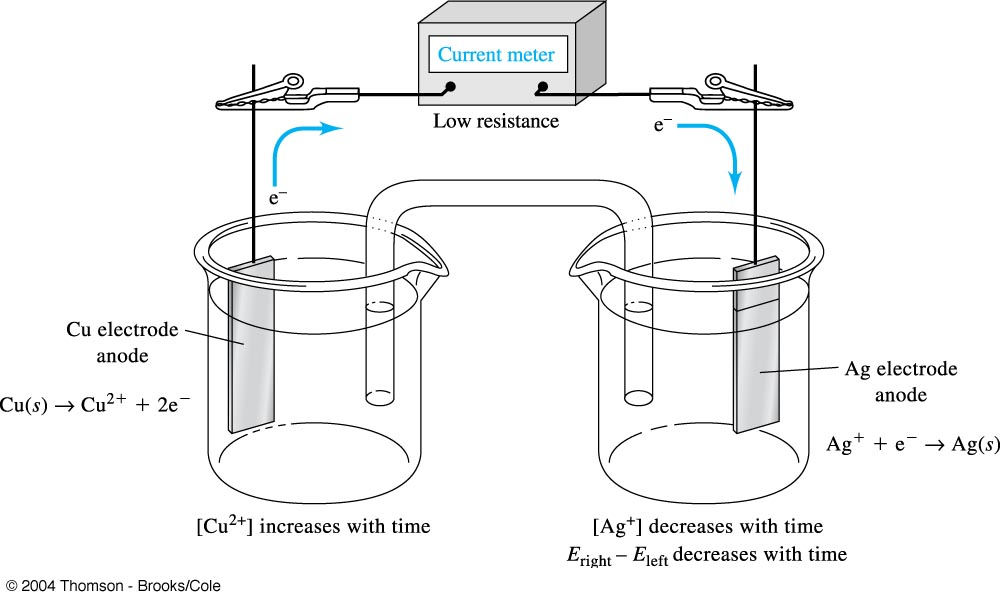 Current meter
Low resistance
e⁻
e⁻
Cu electrode
anode
Cu(s) → Cu²⁺ + 2e⁻
Ag electrode
anode
Ag⁺ + e⁻ → Ag(s)
[Cu²⁺] increases with time
[Ag⁺] decreases with time
E_right – E_left decreases with time
© 2004 Thomson - Brooks/Cole